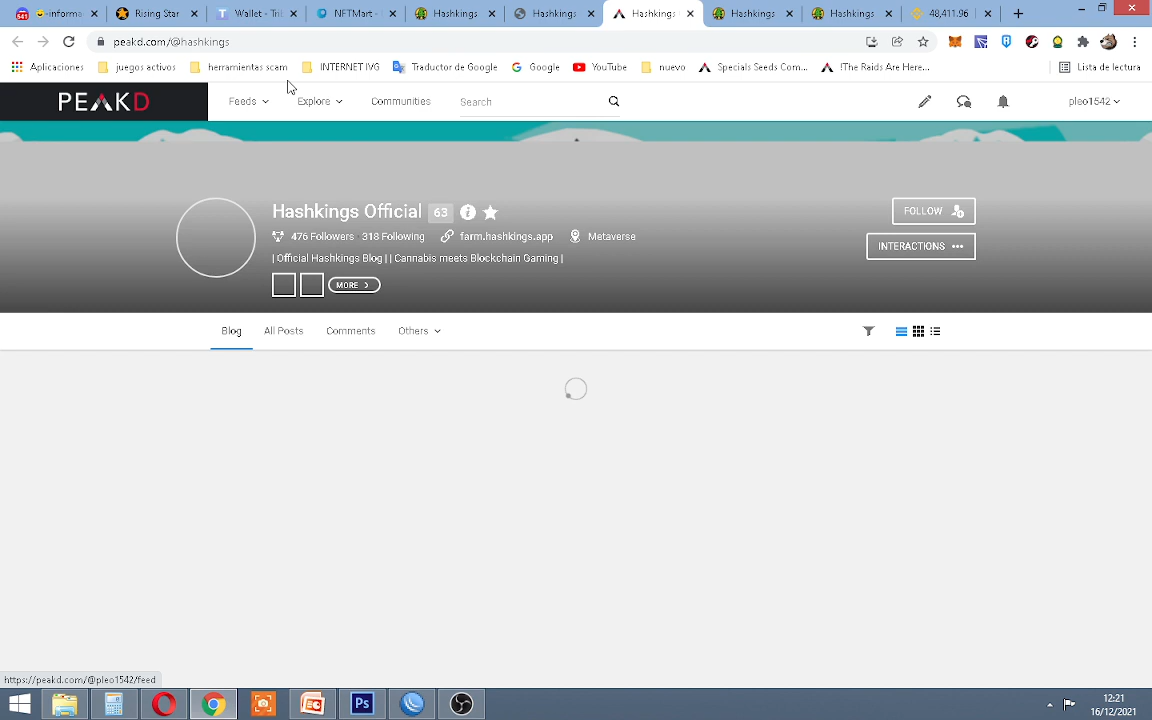 541 -informa
Rising Star
Wallet - Tri
NFTMart -
Hashkings
Hashkings
Hashkings
Hashkings
Hashkings
48,411.96
peakd.com/@hashkings
Aplicaciones
juegos activos
herramientas scam
INTERNET IVG
Traductor de Google
Google
YouTube
nuevo
Specials Seeds Com...
!The Raids Are Here...
Lista de lectura
PEAKD
Feeds
Explore
Communities
Search
pleo1542
Hashkings Official 63
FOLLOW
476 Followers 318 Following farm.hashkings.app Metaverse
INTERACTIONS
| Official Hashkings Blog | | Cannabis meets Blockchain Gaming |
MORE
Blog
All Posts
Comments
Others
https://peakd.com/@pleo1542/feed
Ps
12:21
16/12/2021